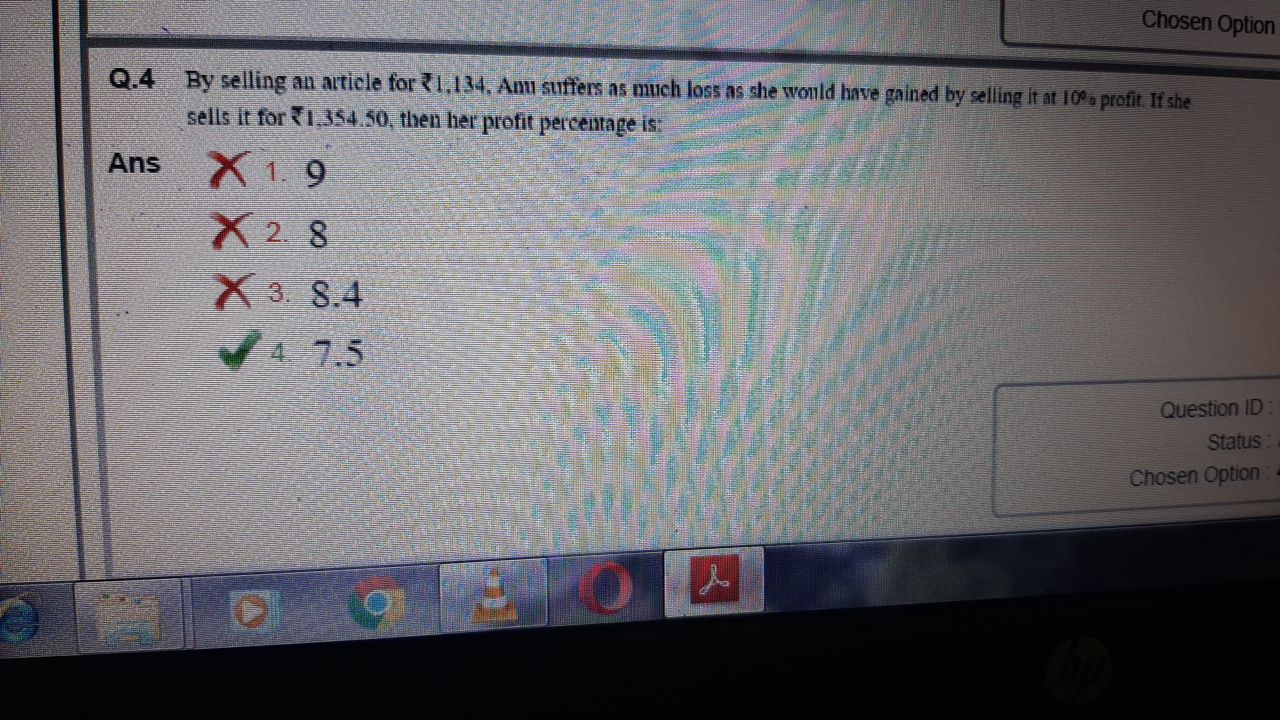 Chosen Option
Q.4 By selling an article for ₹1,134, Anu suffers as much loss as she would have gained by selling it at 10% profit. If she
sells it for ₹1,354.50, then her profit percentage is:
Ans 1. 9
2. 8
3. 8.4
4. 7.5
Question ID :
Status :
Chosen Option :
hp